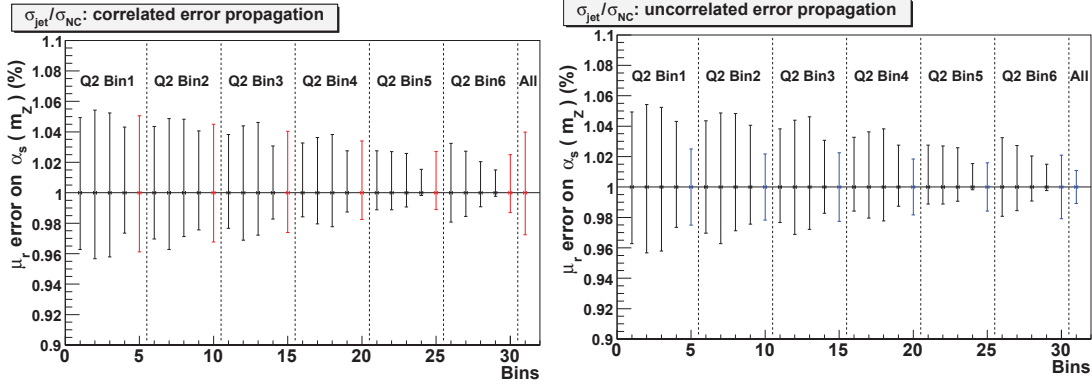 σjet/σNC: correlated error propagation
μr error on αs ( mZ ) (%)
1.1
1.08
1.06
1.04
1.02
1
0.98
0.96
0.94
0.92
0.9
Q2 Bin1 Q2 Bin2 Q2 Bin3 Q2 Bin4 Q2 Bin5 Q2 Bin6 All
0 5 10 15 20 25 30
Bins
σjet/σNC: uncorrelated error propagation
μr error on αs ( mZ ) (%)
1.1
1.08
1.06
1.04
1.02
1
0.98
0.96
0.94
0.92
0.9
Q2 Bin1 Q2 Bin2 Q2 Bin3 Q2 Bin4 Q2 Bin5 Q2 Bin6 All
0 5 10 15 20 25 30
Bins